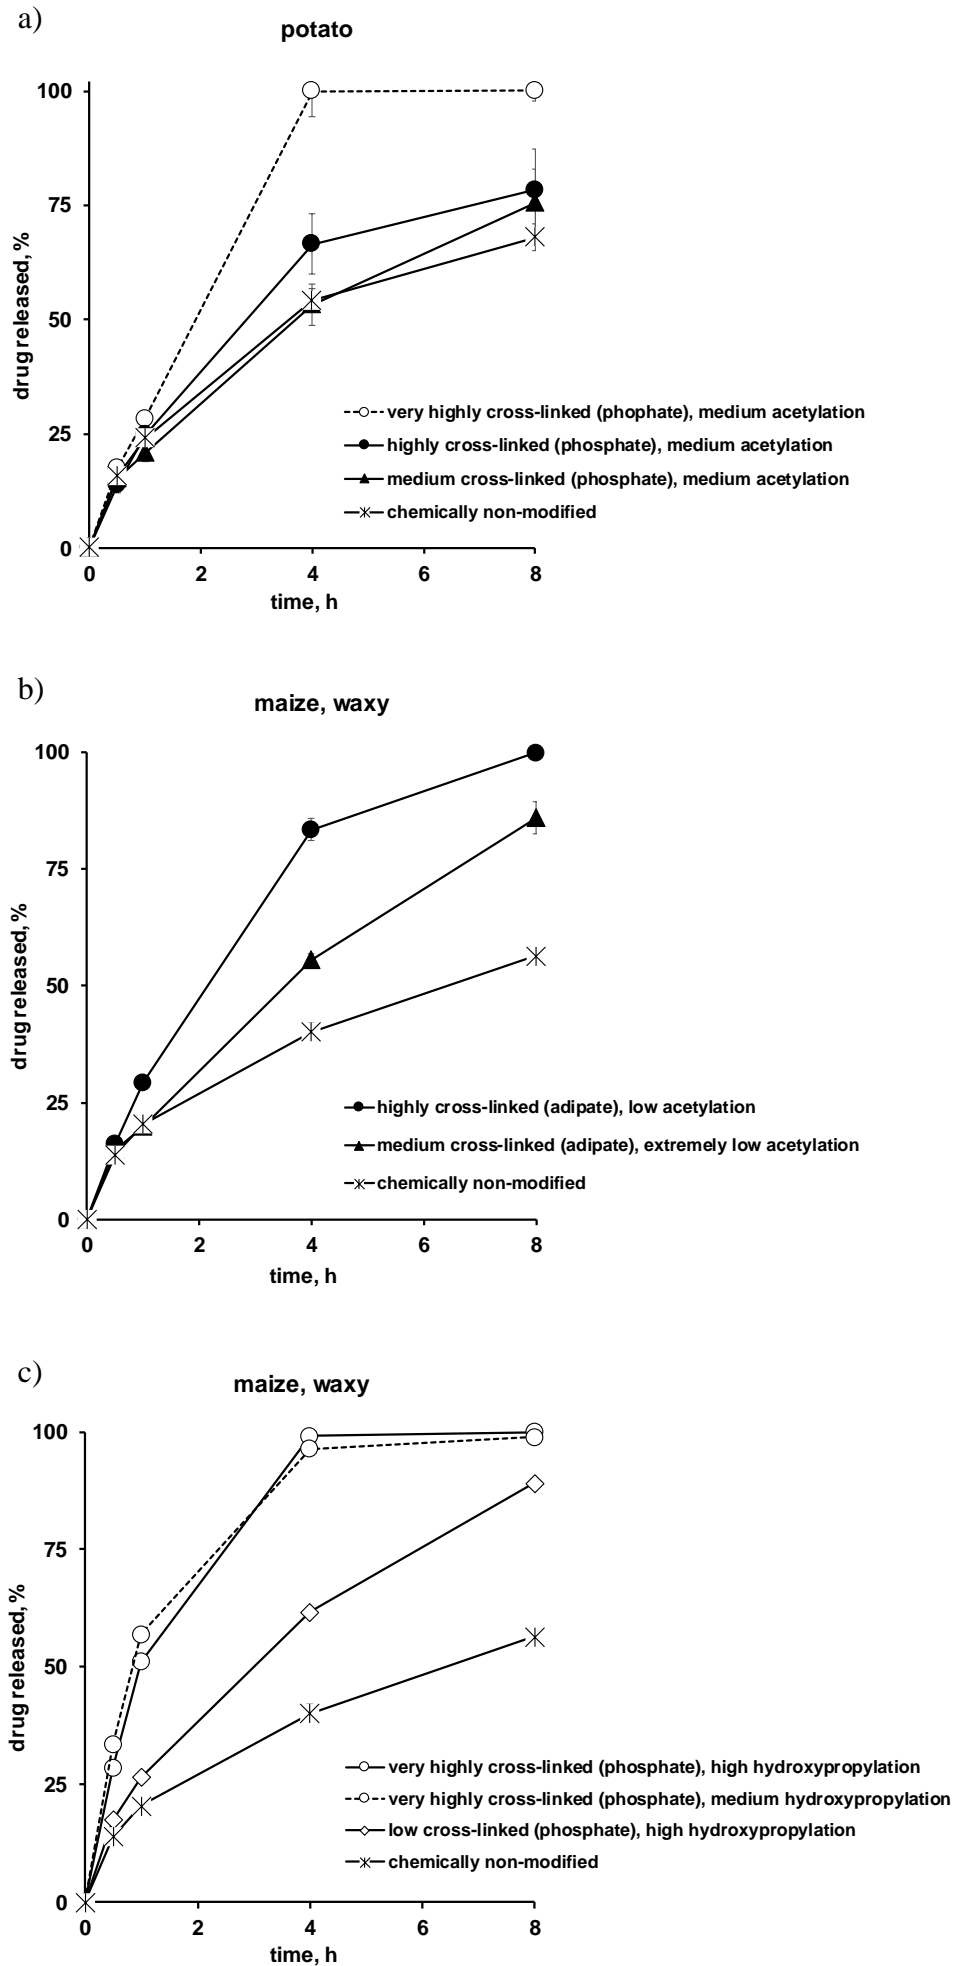 a)
potato
100
75
50
25
0
drug released, %
0 2 4 6 8
time, h
very highly cross-linked (phophate), medium acetylation
highly cross-linked (phosphate), medium acetylation
medium cross-linked (phosphate), medium acetylation
chemically non-modified
b)
maize, waxy
100
75
50
25
0
drug released, %
0 2 4 6 8
time, h
highly cross-linked (adipate), low acetylation
medium cross-linked (adipate), extremely low acetylation
chemically non-modified
c)
maize, waxy
100
75
50
25
0
drug released, %
0 2 4 6 8
time, h
very highly cross-linked (phosphate), high hydroxypropylation
very highly cross-linked (phosphate), medium hydroxypropylation
low cross-linked (phosphate), high hydroxypropylation
chemically non-modified